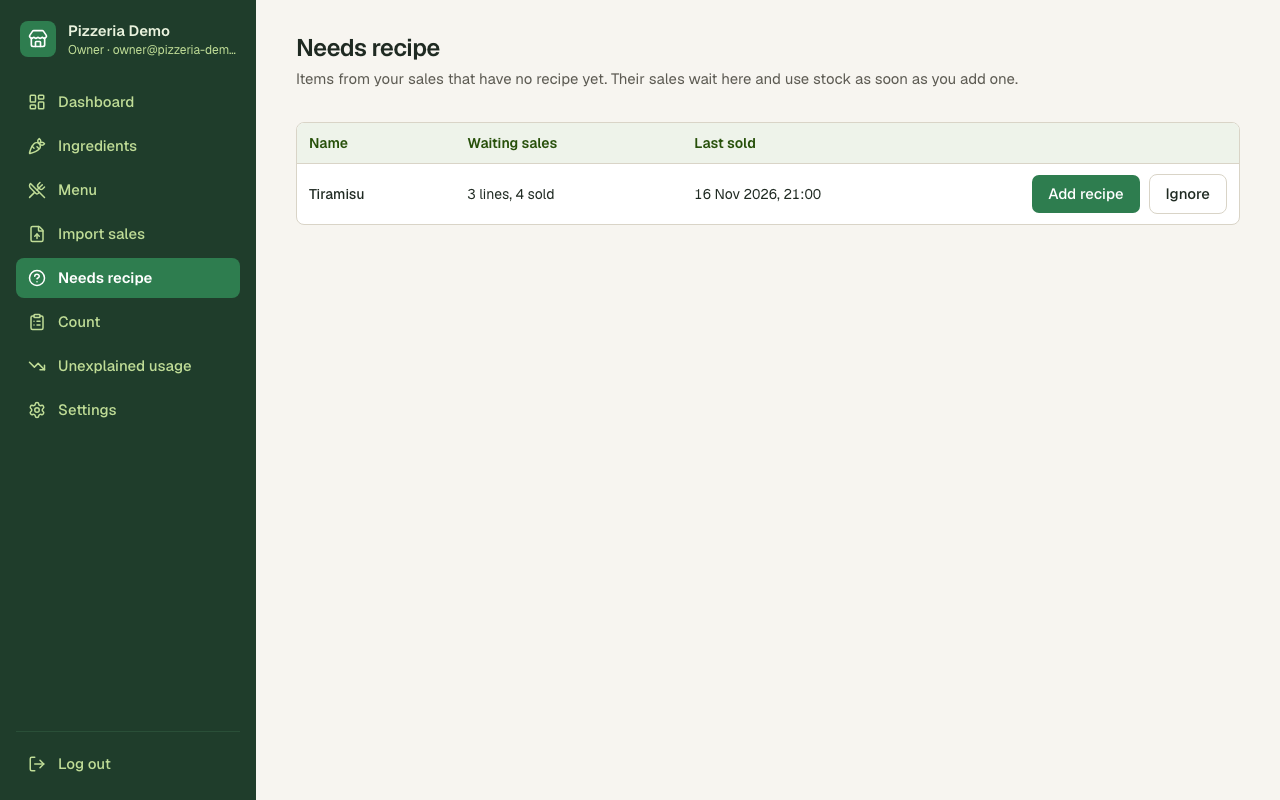 Pizzeria Demo
Owner · owner@pizzeria-dem…
Dashboard
Ingredients
Menu
Import sales
Needs recipe
Count
Unexplained usage
Settings
Log out
Needs recipe
Items from your sales that have no recipe yet. Their sales wait here and use stock as soon as you add one.
Name Waiting sales Last sold
Tiramisu 3 lines, 4 sold 16 Nov 2026, 21:00 Add recipe Ignore